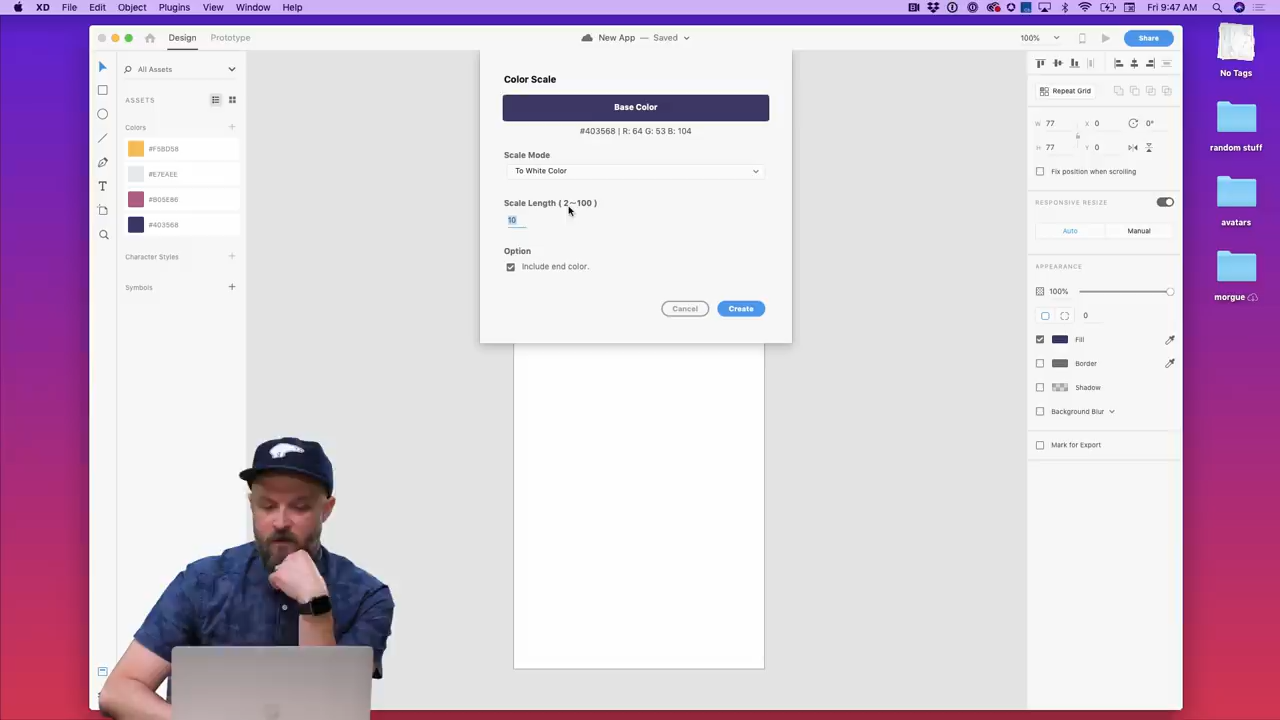 XD File Edit Object Plugins View Window Help Fri 9:47 AM
Design Prototype New App — Saved 100% Share
No Tags
random stuff
avatars
morgue
All Assets
ASSETS
Colors +
#F5BD58
#E7EAEE
#B05E86
#403568
Character Styles +
Symbols +
Color Scale
Base Color
#403568 | R: 64 G: 53 B: 104
Scale Mode
To White Color
Scale Length ( 2~100 )
10
Option
Include end color.
Cancel Create
Repeat Grid
W 77 X 0 0°
H 77 Y 0
Fix position when scrolling
RESPONSIVE RESIZE
Auto Manual
APPEARANCE
100%
0
Fill
Border
Shadow
Background Blur
Mark for Export